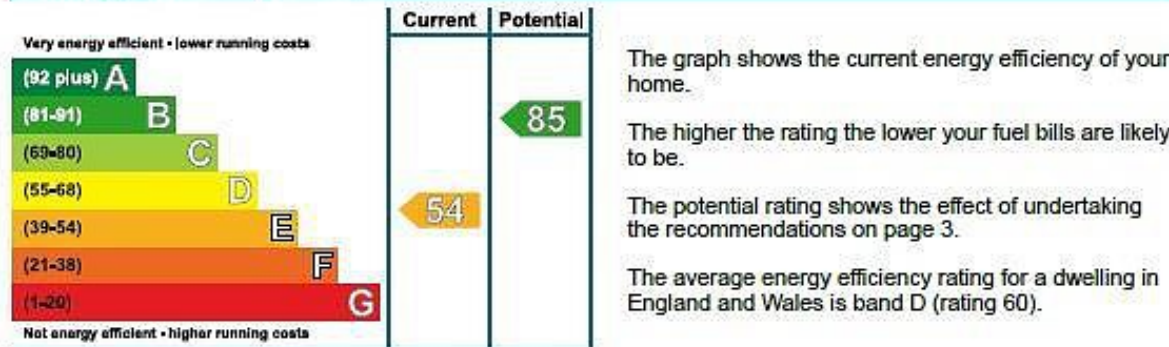 Current Potential
Very energy efficient • lower running costs
(92 plus) A
(81-91) B
(69-80) C
(55-68) D
(39-54) E
(21-38) F
(1-20) G
Not energy efficient • higher running costs
85
54
The graph shows the current energy efficiency of your
home.
The higher the rating the lower your fuel bills are likely
to be.
The potential rating shows the effect of undertaking
the recommendations on page 3.
The average energy efficiency rating for a dwelling in
England and Wales is band D (rating 60).